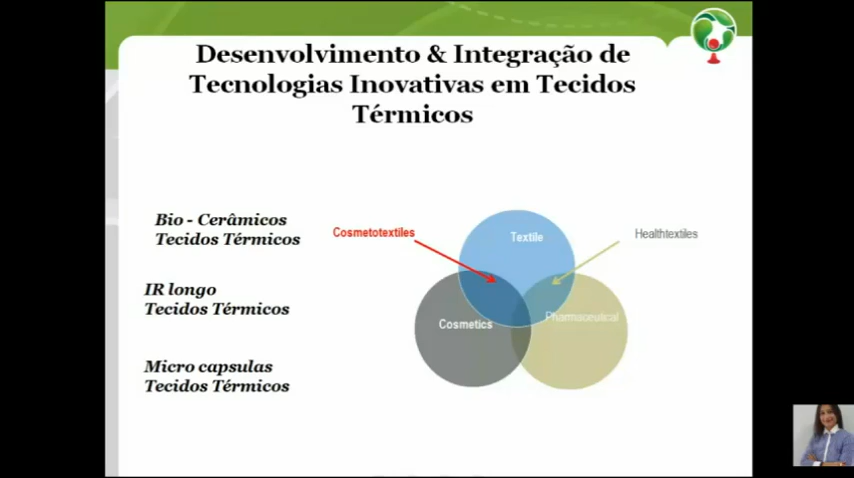 Desenvolvimento & Integração de
Tecnologias Inovativas em Tecidos
Térmicos
Bio - Cerâmicos
Tecidos Térmicos
IR longo
Tecidos Térmicos
Micro capsulas
Tecidos Térmicos
Cosmetotextiles
Textile
Healthtextiles
Cosmetics
Pharmaceutical